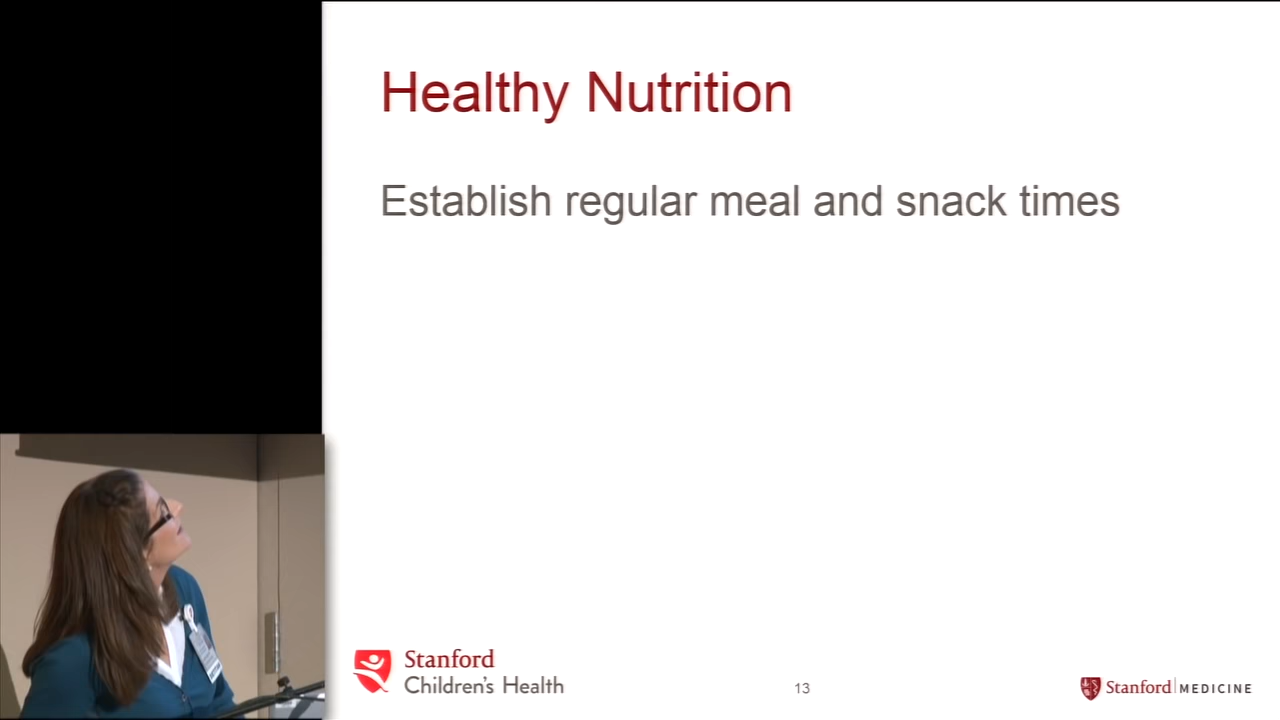 Healthy Nutrition
Establish regular meal and snack times
Stanford
Children's Health
13
Stanford MEDICINE